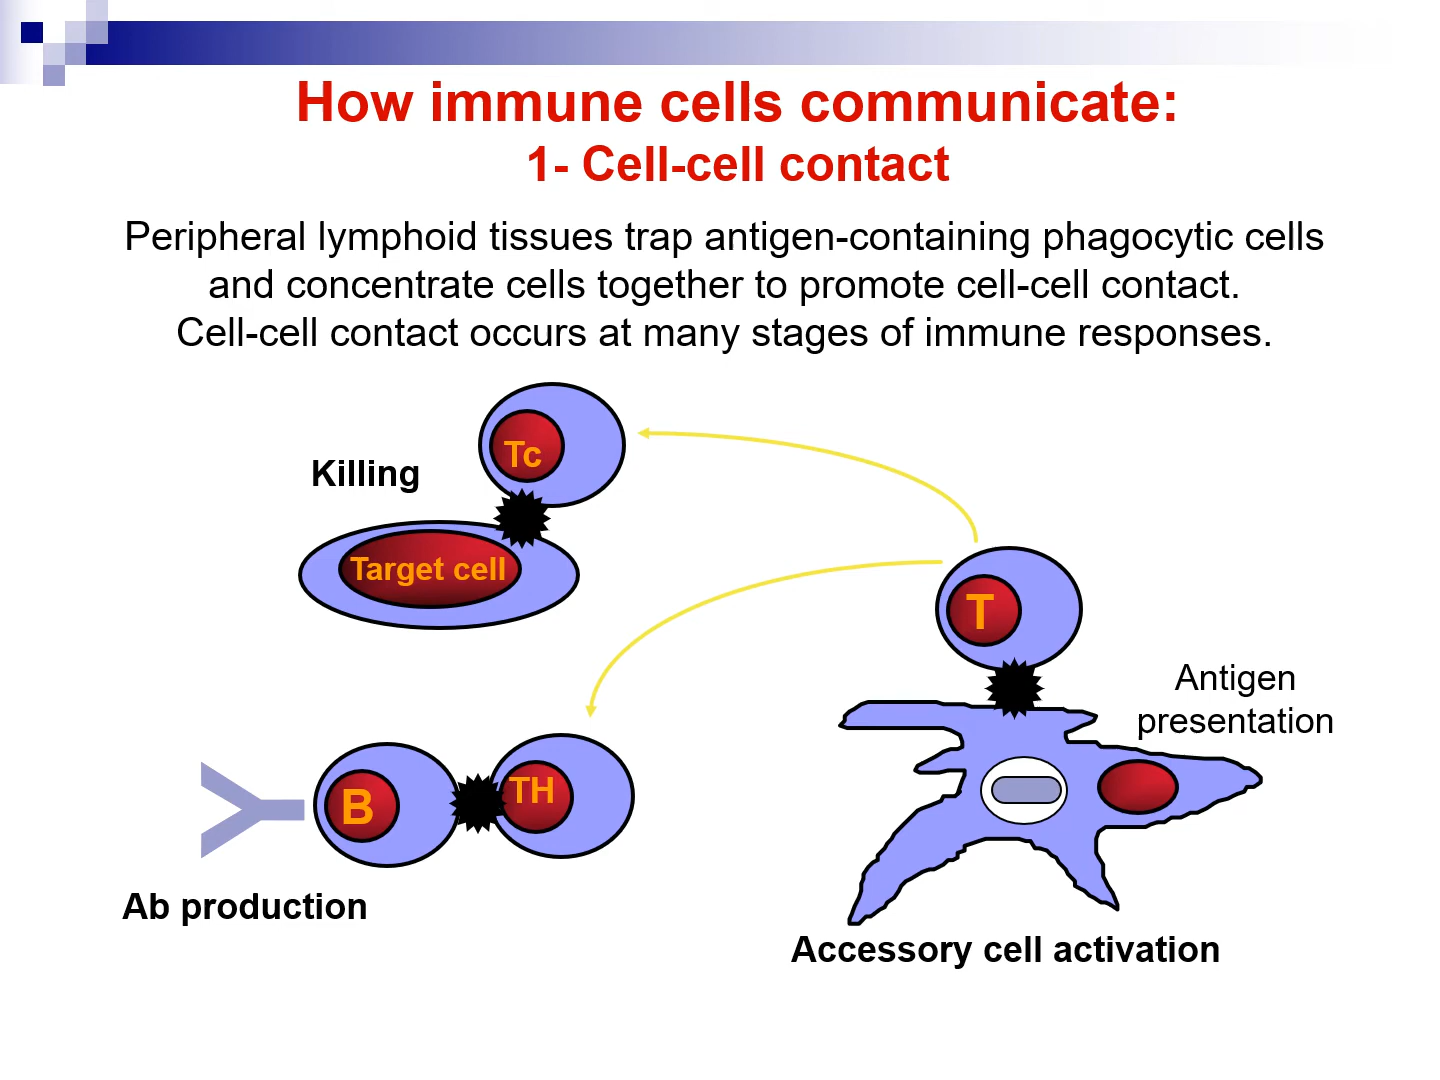 How immune cells communicate:
1- Cell-cell contact
Peripheral lymphoid tissues trap antigen-containing phagocytic cells
and concentrate cells together to promote cell-cell contact.
Cell-cell contact occurs at many stages of immune responses.
Tc
Killing
Target cell
T
Antigen
presentation
B
TH
Ab production
Accessory cell activation